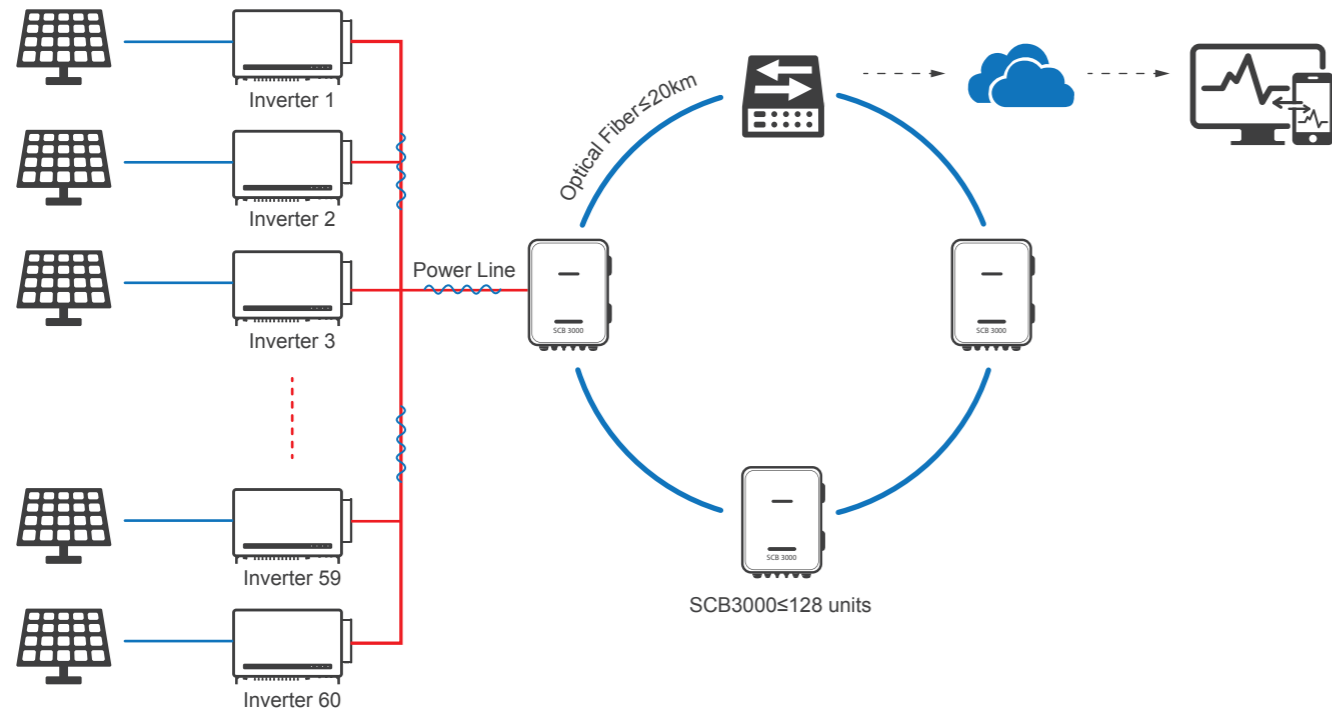 Inverter 1
Inverter 2
Inverter 3
Inverter 59
Inverter 60
Power Line
Optical Fiber≤20km
SCB 3000
SCB 3000
SCB 3000
SCB3000≤128 units